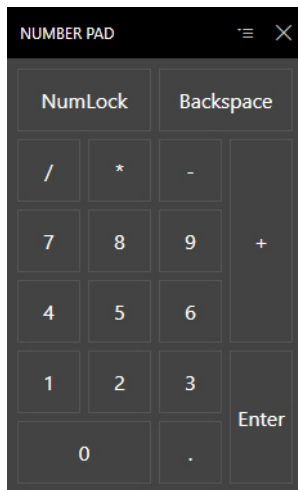 NUMBER PAD
NumLock Backspace
/ * -
7 8 9 +
4 5 6
1 2 3
Enter
0 .